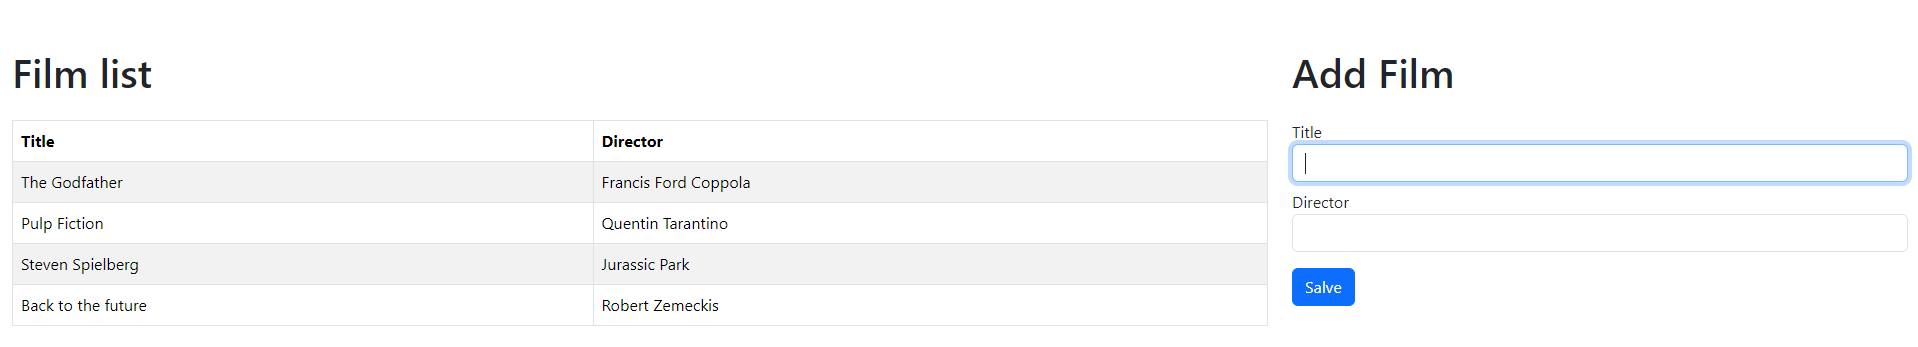 Film list
Title Director
The Godfather Francis Ford Coppola
Pulp Fiction Quentin Tarantino
Steven Spielberg Jurassic Park
Back to the future Robert Zemeckis
Add Film
Title
Director
Salve